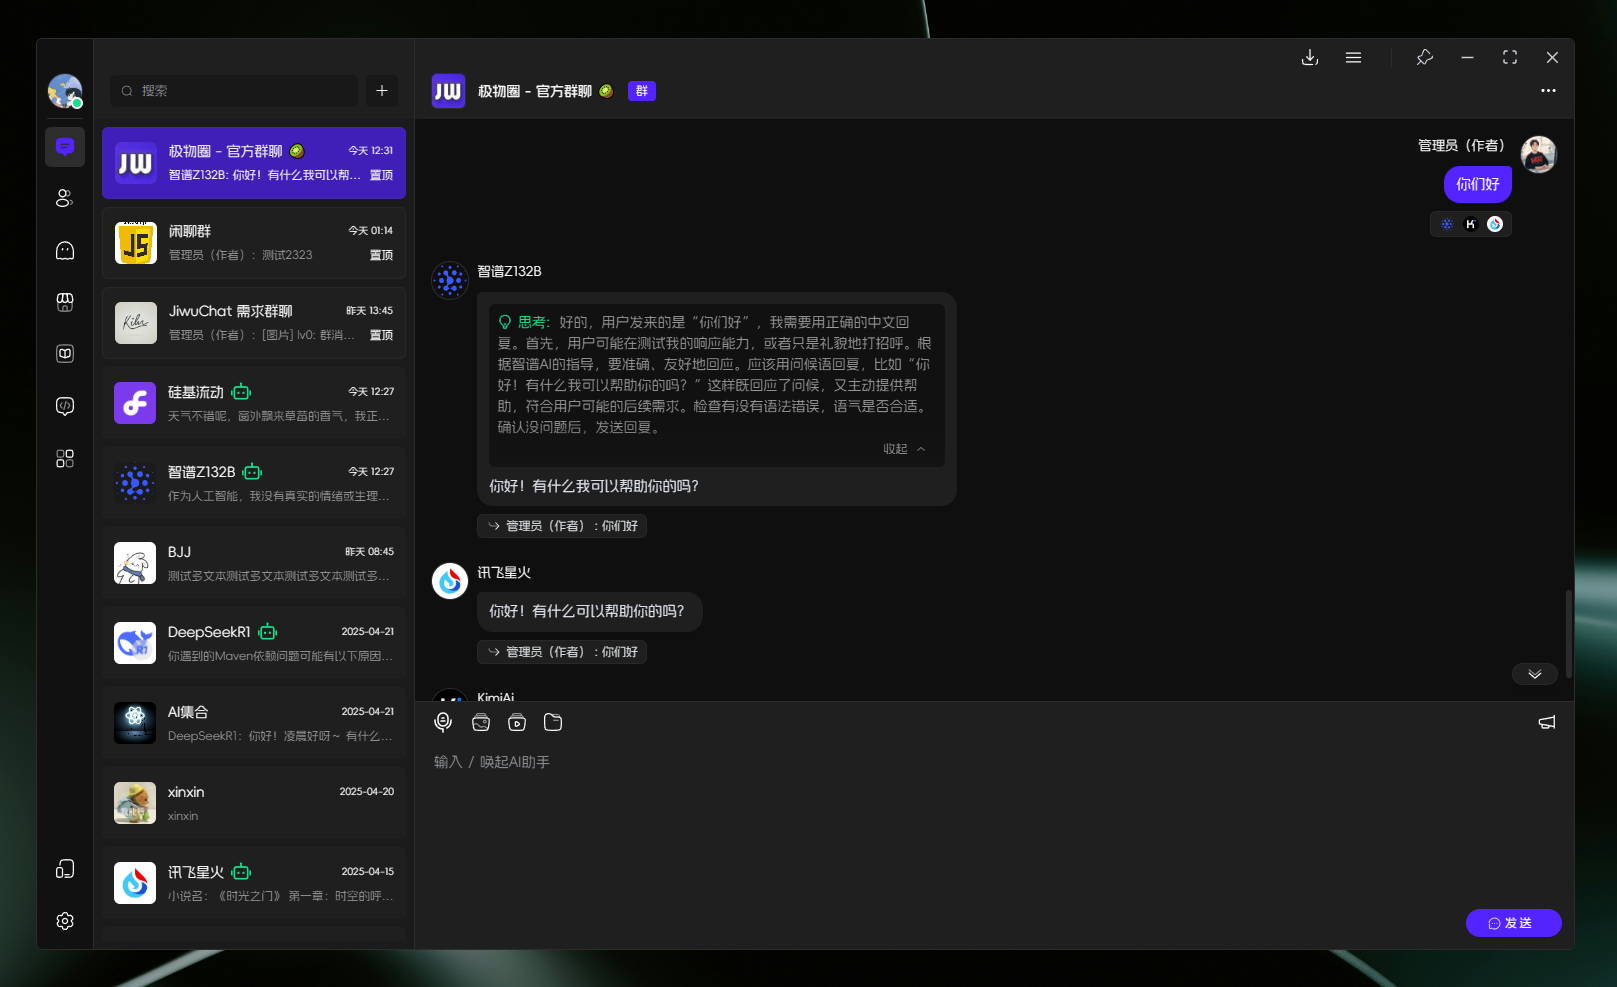 搜索
JW
极物圈 - 官方群聊
今天 12:31
智谱Z132B: 你好！有什么我可以帮...
置顶
JS
闲聊群
今天 01:14
管理员（作者）: 测试2323
置顶
JiwuChat 需求群聊
昨天 13:45
管理员（作者）: [图片] lv0: 群消...
置顶
硅基流动
今天 12:27
天气不错呢，窗外飘来草莓的香气，我正...
智谱Z132B
今天 12:27
作为人工智能，我没有真实的情绪或生理...
BJJ
昨天 08:45
测试多文本测试多文本测试多文本测试多...
R1
DeepSeekR1
2025-04-21
你遇到的Maven依赖问题可能有以下原因...
AI集合
2025-04-21
DeepSeekR1: 你好！凌晨好呀～ 有什么...
xinxin
2025-04-20
xinxin
讯飞星火
2025-04-15
小说名：《时光之门》 第一章：时空的呼...
JW
极物圈 - 官方群聊
群
管理员（作者）
你们好
智谱Z132B
思考: 好的，用户发来的是“你们好”，我需要用正确的中文回
复。首先，用户可能在测试我的响应能力，或者只是礼貌地打招呼。根
据智谱AI的指导，要准确、友好地回应。应该用问候语回复，比如“你
好！有什么我可以帮助你的吗？”这样既回应了问候，又主动提供帮
助，符合用户可能的后续需求。检查有没有语法错误，语气是否合适。
确认没问题后，发送回复。
收起
你好！有什么我可以帮助你的吗？
管理员（作者）: 你们好
讯飞星火
你好！有什么可以帮助你的吗？
管理员（作者）: 你们好
KimiAi
输入 / 唤起AI助手
发送